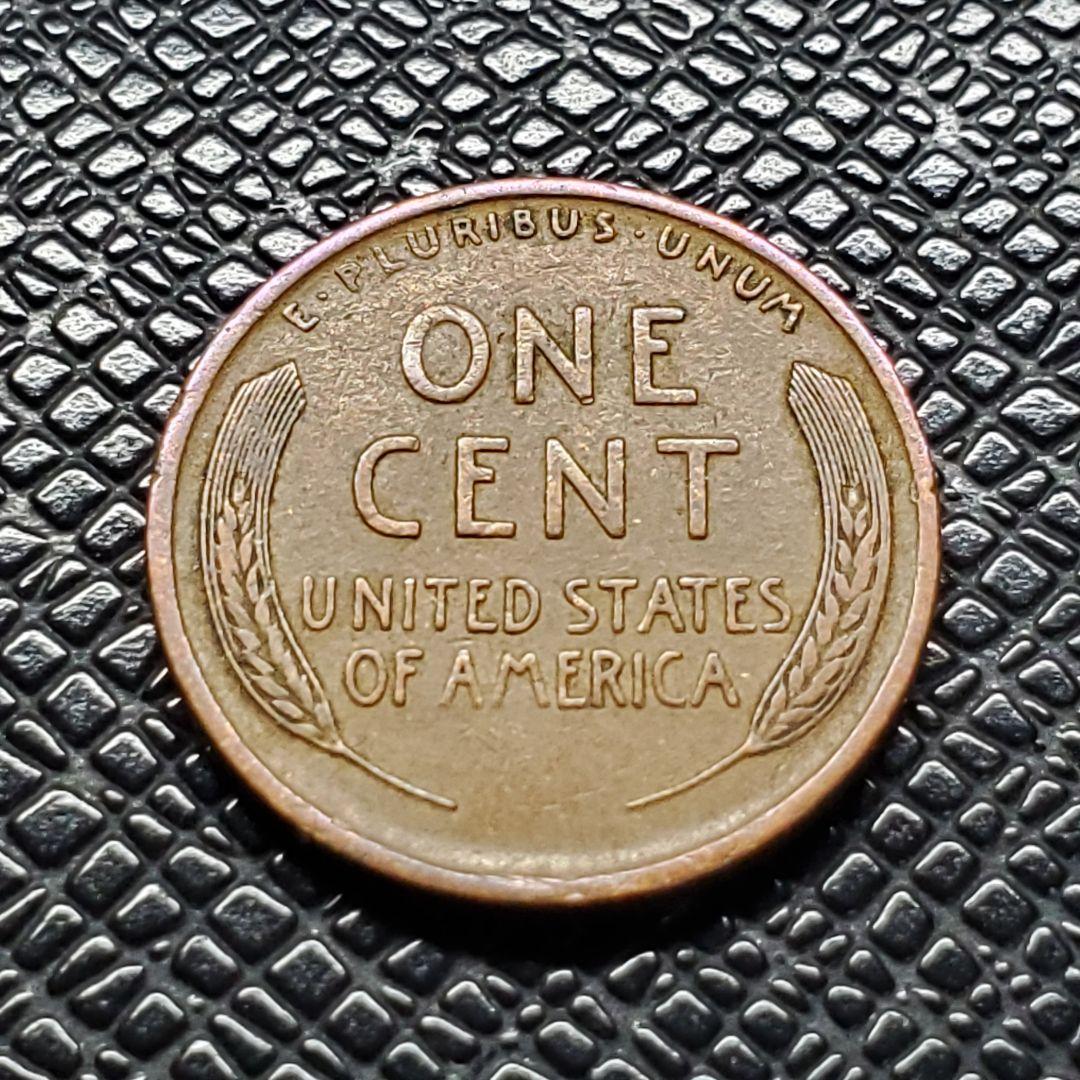 E · PLURIBUS · UNUM
ONE
CENT
UNITED STATES
OF AMERICA